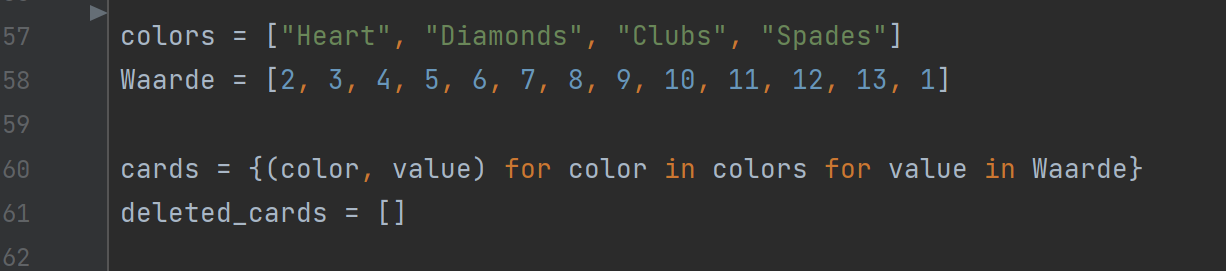 57 colors = ["Heart", "Diamonds", "Clubs", "Spades"]
58 Waarde = [2, 3, 4, 5, 6, 7, 8, 9, 10, 11, 12, 13, 1]
59
60 cards = {(color, value) for color in colors for value in Waarde}
61 deleted_cards = []
62